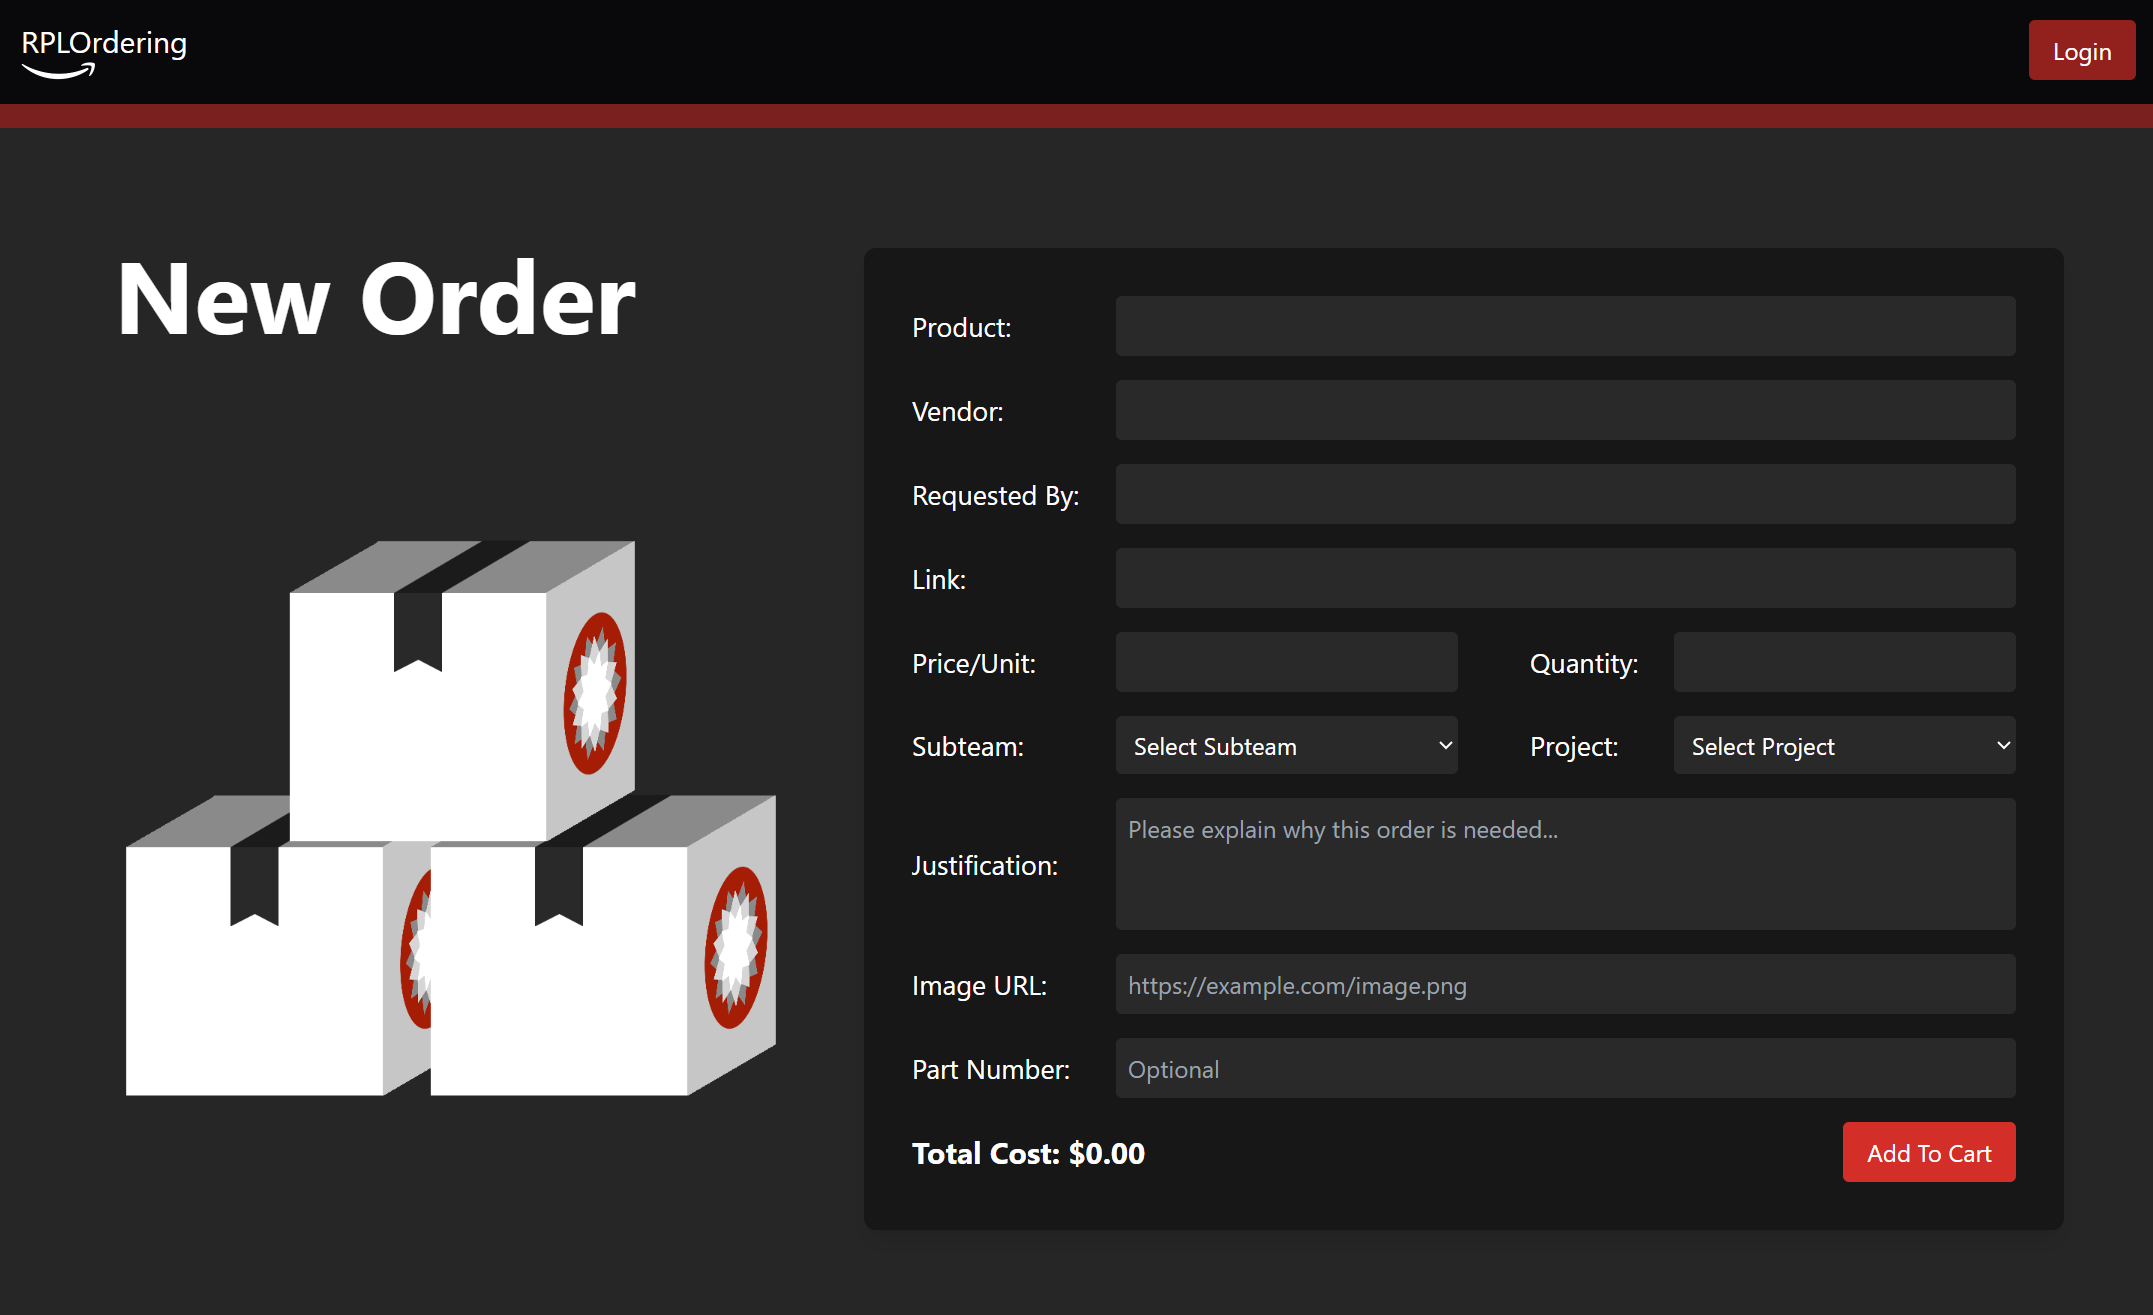 RPLOrdering
Login
New Order
Product:
Vendor:
Requested By:
Link:
Price/Unit:
Quantity:
Subteam:
Select Subteam
Project:
Select Project
Justification:
Please explain why this order is needed...
Image URL:
https://example.com/image.png
Part Number:
Optional
Total Cost: $0.00
Add To Cart